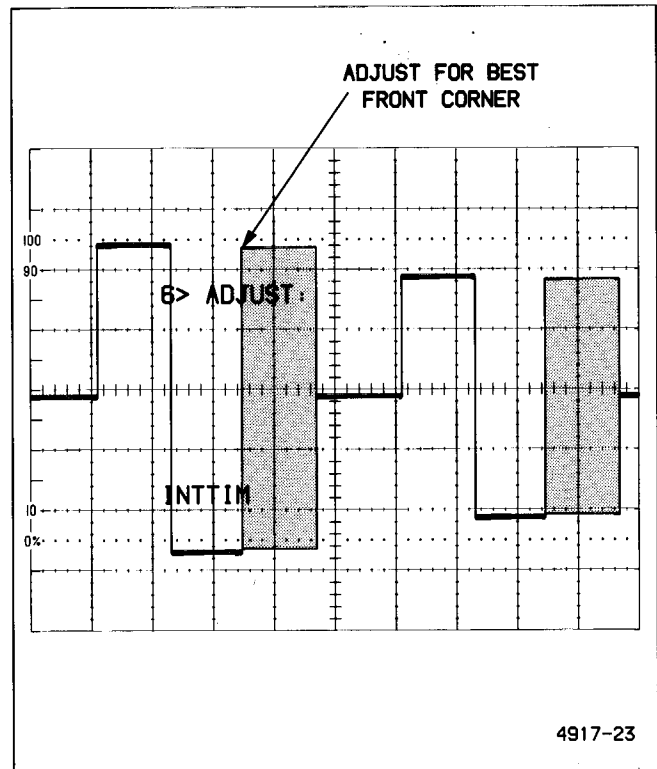 ADJUST FOR BEST
FRONT CORNER
100
90
6> ADJUST:
INTTIM
10
0%
4917-23